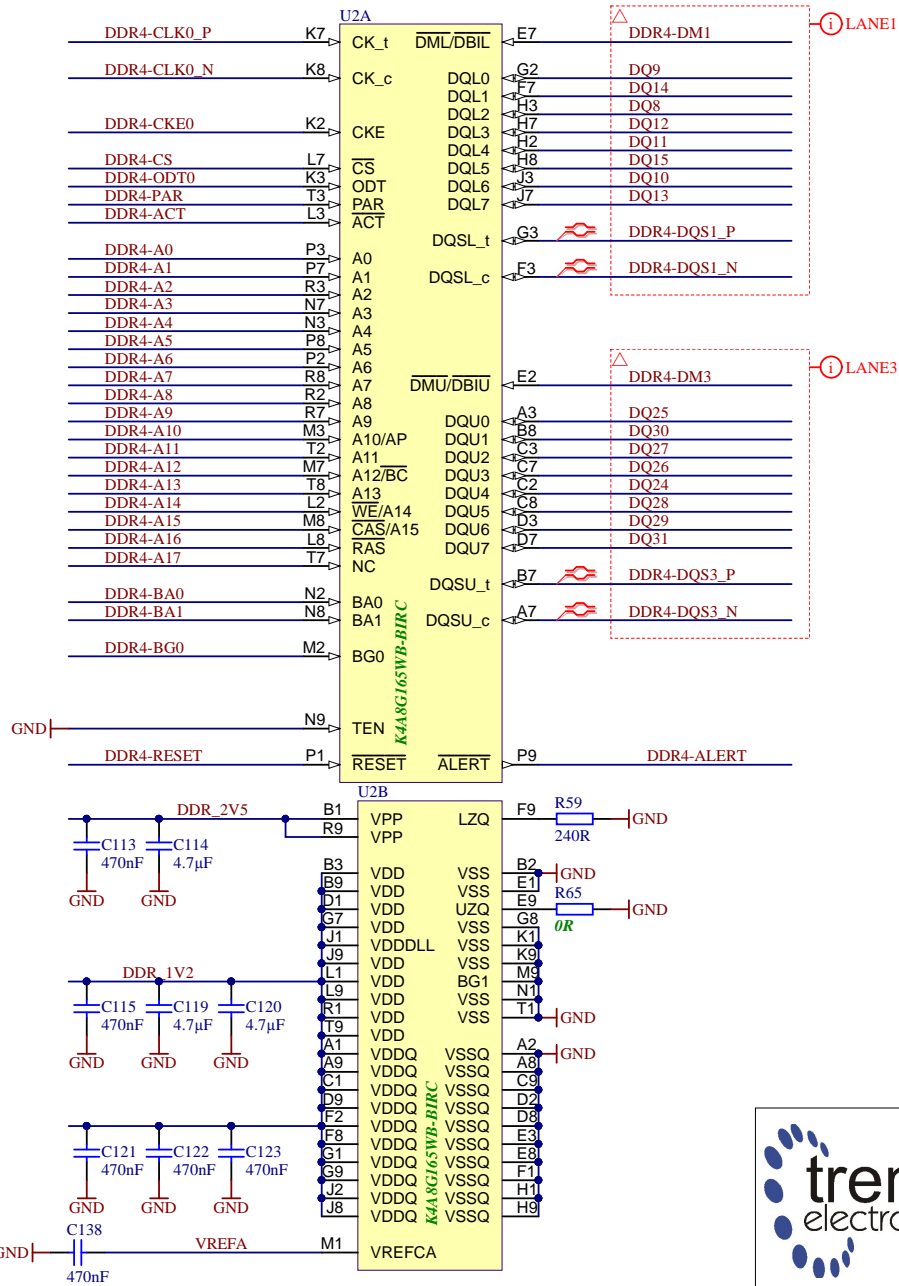 U2A
DDR4-CLK0_P K7 CK_t DML/DBIL E7 DDR4-DM1
LANE1
DDR4-CLK0_N K8 CK_c DQL0 G2 DQ9
DQL1 F7 DQ14
DQL2 H3 DQ8
DDR4-CKE0 K2 CKE DQL3 H7 DQ12
DQL4 H2 DQ11
DDR4-CS L7 CS DQL5 H8 DQ15
DDR4-ODT0 K3 ODT DQL6 J3 DQ10
DDR4-PAR T3 PAR DQL7 J7 DQ13
DDR4-ACT L3 ACT
DQSL_t G3 DDR4-DQS1_P
DDR4-A0 P3 A0
DDR4-A1 P7 A1 DQSL_c F3 DDR4-DQS1_N
DDR4-A2 R3 A2
DDR4-A3 N7 A3
DDR4-A4 N3 A4
DDR4-A5 P8 A5
DDR4-A6 P2 A6
LANE3
DDR4-A7 R8 A7 DMU/DBIU E2 DDR4-DM3
DDR4-A8 R2 A8
DDR4-A9 R7 A9 DQU0 A3 DQ25
DDR4-A10 M3 A10/AP DQU1 B8 DQ30
DDR4-A11 T2 A11 DQU2 C3 DQ27
DDR4-A12 M7 A12/BC DQU3 C7 DQ26
DDR4-A13 T8 A13 DQU4 C2 DQ24
DDR4-A14 L2 WE/A14 DQU5 C8 DQ28
DDR4-A15 M8 CAS/A15 DQU6 D3 DQ29
DDR4-A16 L8 RAS DQU7 D7 DQ31
DDR4-A17 T7 NC
DQSU_t B7 DDR4-DQS3_P
DDR4-BA0 N2 BA0
DDR4-BA1 N8 BA1 DQSU_c A7 DDR4-DQS3_N
DDR4-BG0 M2 BG0
K4A8G165WB-BIRC
GND N9 TEN
DDR4-RESET P1 RESET ALERT P9 DDR4-ALERT
U2B
DDR_2V5 B1 VPP LZQ F9 R59 240R GND
R9 VPP
C113 470nF GND
C114 4.7µF GND
B3 VDD VSS B2 GND
B9 VDD VSS E1
D1 VDD UZQ E9 R65 0R GND
G7 VDD VSS G8
J1 VDDDLL VSS K1
J9 VDD VSS K9
DDR_1V2 L1 VDD BG1 M9
L9 VDD VSS N1
R1 VDD VSS T1 GND
T9 VDD
C115 470nF GND
C119 4.7µF GND
C120 4.7µF GND
A1 VDDQ VSSQ A2 GND
A9 VDDQ VSSQ A8
C1 VDDQ VSSQ C9
D9 VDDQ VSSQ D2
F2 VDDQ VSSQ D8
F8 VDDQ VSSQ E3
G1 VDDQ VSSQ E8
G9 VDDQ VSSQ F1
J2 VDDQ VSSQ H1
J8 VDDQ VSSQ H9
C121 470nF GND
C122 470nF GND
C123 470nF GND
K4A8G165WB-BIRC
GND C138 470nF VREFA M1 VREFCA
tren
electro